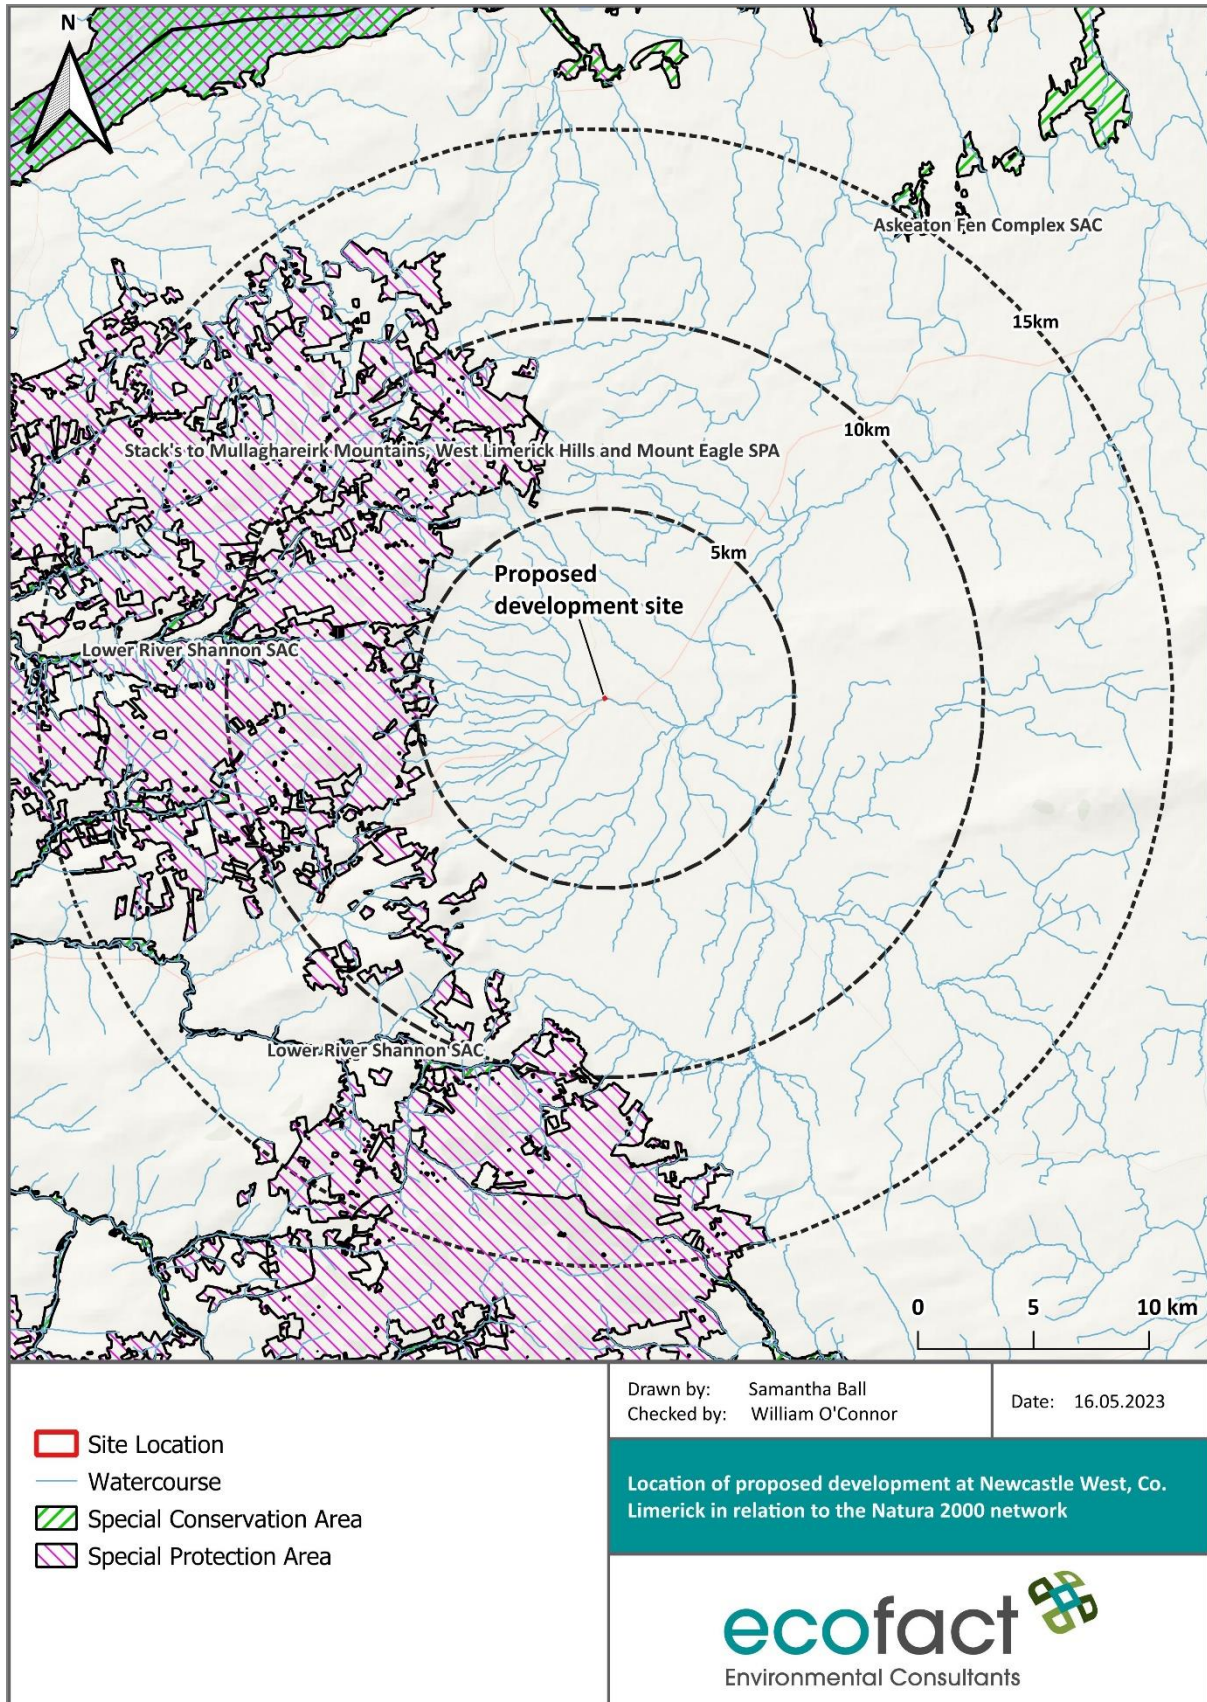 N
Askeaton Fen Complex SAC
15km
10km
Stack's to Mullaghareirk Mountains, West Limerick Hills and Mount Eagle SPA
5km
Proposed
development site
Lower River Shannon SAC
Lower River Shannon SAC
0 5 10 km
Site Location
Watercourse
Special Conservation Area
Special Protection Area
Drawn by: Samantha Ball
Checked by: William O'Connor
Date: 16.05.2023
Location of proposed development at Newcastle West, Co.
Limerick in relation to the Natura 2000 network
ecofact
Environmental Consultants